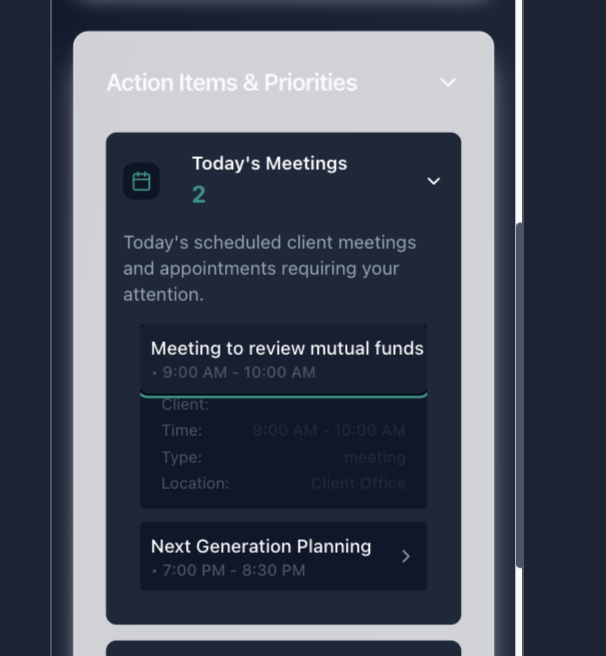 Action Items & Priorities
Today's Meetings
2
Today's scheduled client meetings
and appointments requiring your
attention.
Meeting to review mutual funds
• 9:00 AM - 10:00 AM
Client:
Time: 9:00 AM - 10:00 AM
Type: meeting
Location: Client Office
Next Generation Planning
• 7:00 PM - 8:30 PM